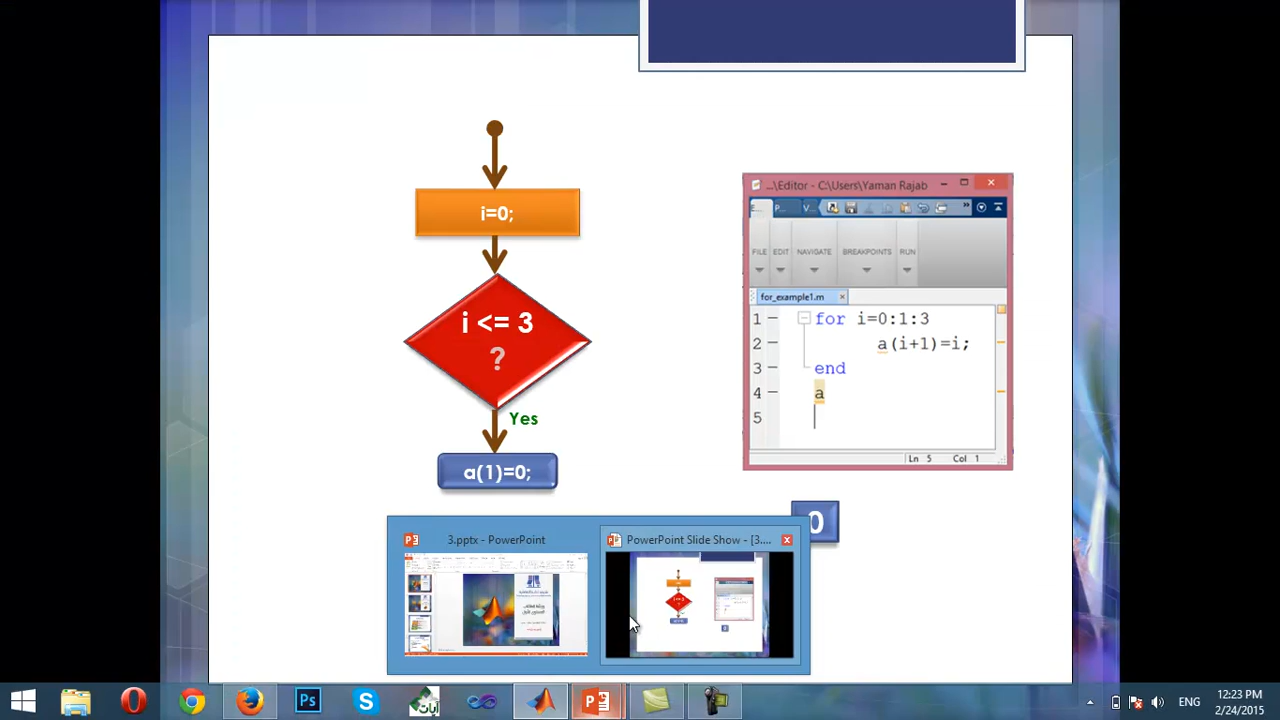 i=0;
i <= 3
?
Yes
a(1)=0;
...\Editor - C:\Users\Yaman Rajab
E...
P...
V...
FILE
EDIT
NAVIGATE
BREAKPOINTS
RUN
for_example1.m
1
for i=0:1:3
2
a(i+1)=i;
3
end
4
a
5
Ln 5 Col 1
0
3.pptx - PowerPoint
PowerPoint Slide Show - [3....
Ps
آيات
ENG
12:23 PM
2/24/2015